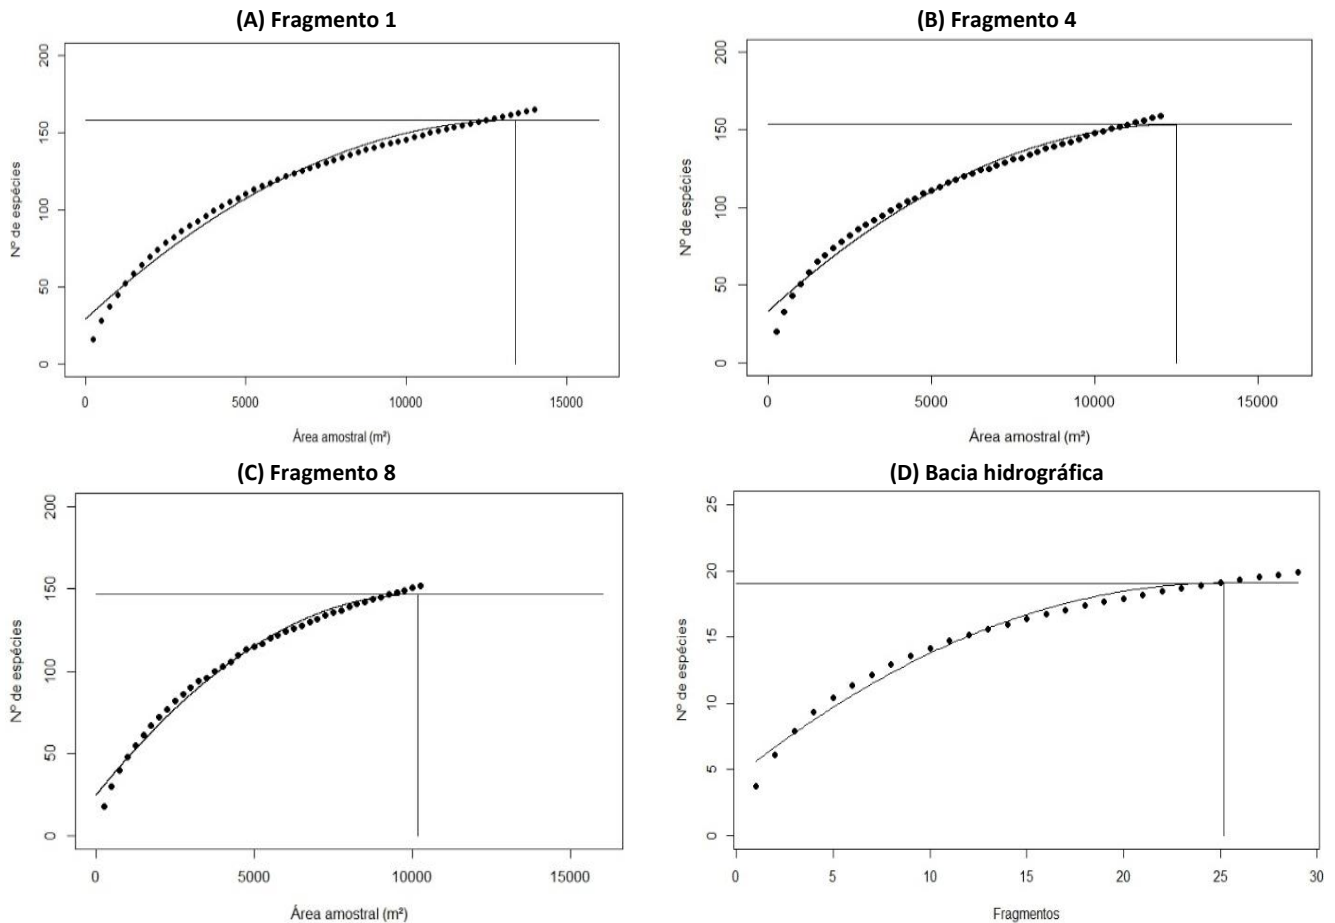 (A) Fragmento 1
200
150
100
50
0
Nº de espécies
0 5000 10000 15000
Área amostral (m²)
(B) Fragmento 4
200
150
100
50
0
Nº de espécies
0 5000 10000 15000
Área amostral (m²)
(C) Fragmento 8
200
150
100
50
0
Nº de espécies
0 5000 10000 15000
Área amostral (m²)
(D) Bacia hidrográfica
25
20
15
10
5
0
Nº de espécies
0 5 10 15 20 25 30
Fragmentos